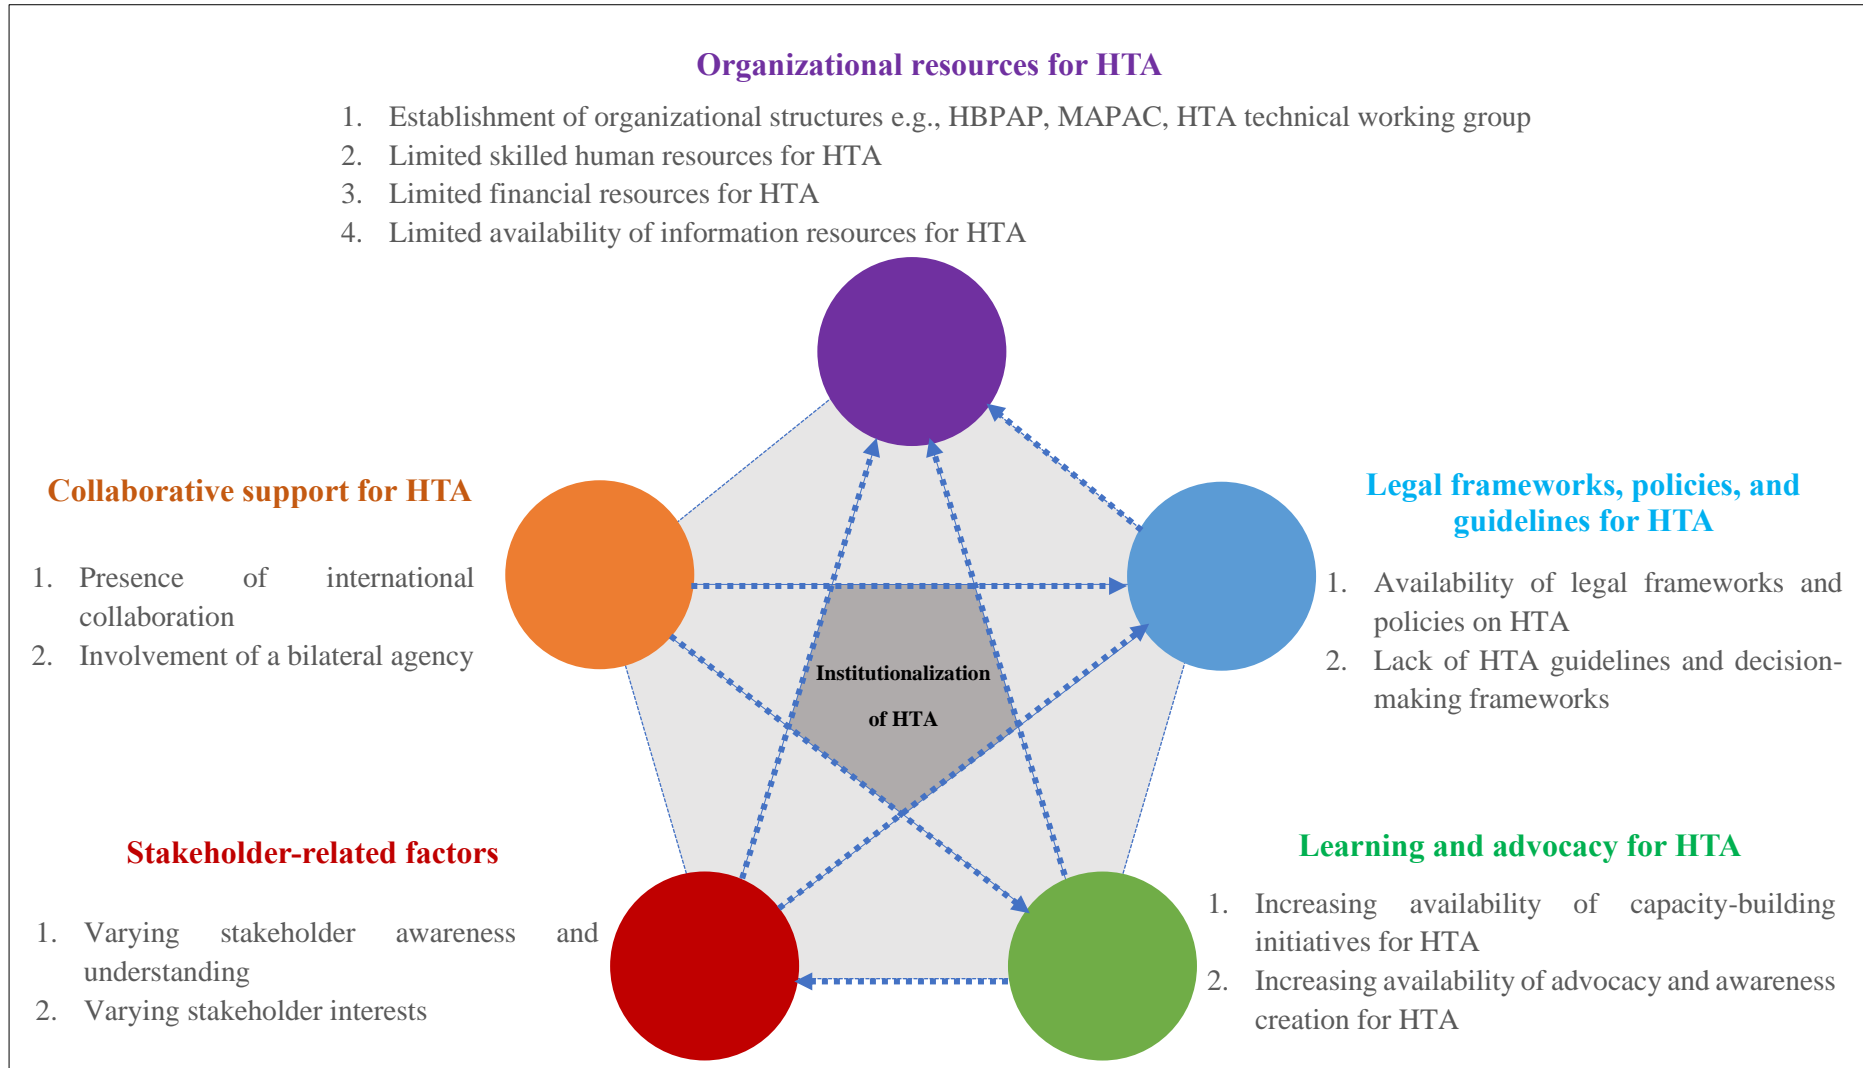 Organizational resources for HTA
1. Establishment of organizational structures e.g., HBPAP, MAPAC, HTA technical working group
2. Limited skilled human resources for HTA
3. Limited financial resources for HTA
4. Limited availability of information resources for HTA
Collaborative support for HTA
1. Presence of international
collaboration
2. Involvement of a bilateral agency
Legal frameworks, policies, and
guidelines for HTA
1. Availability of legal frameworks and
policies on HTA
2. Lack of HTA guidelines and decision-
making frameworks
Institutionalization
of HTA
Stakeholder-related factors
1. Varying stakeholder awareness and
understanding
2. Varying stakeholder interests
Learning and advocacy for HTA
1. Increasing availability of capacity-building
initiatives for HTA
2. Increasing availability of advocacy and awareness
creation for HTA